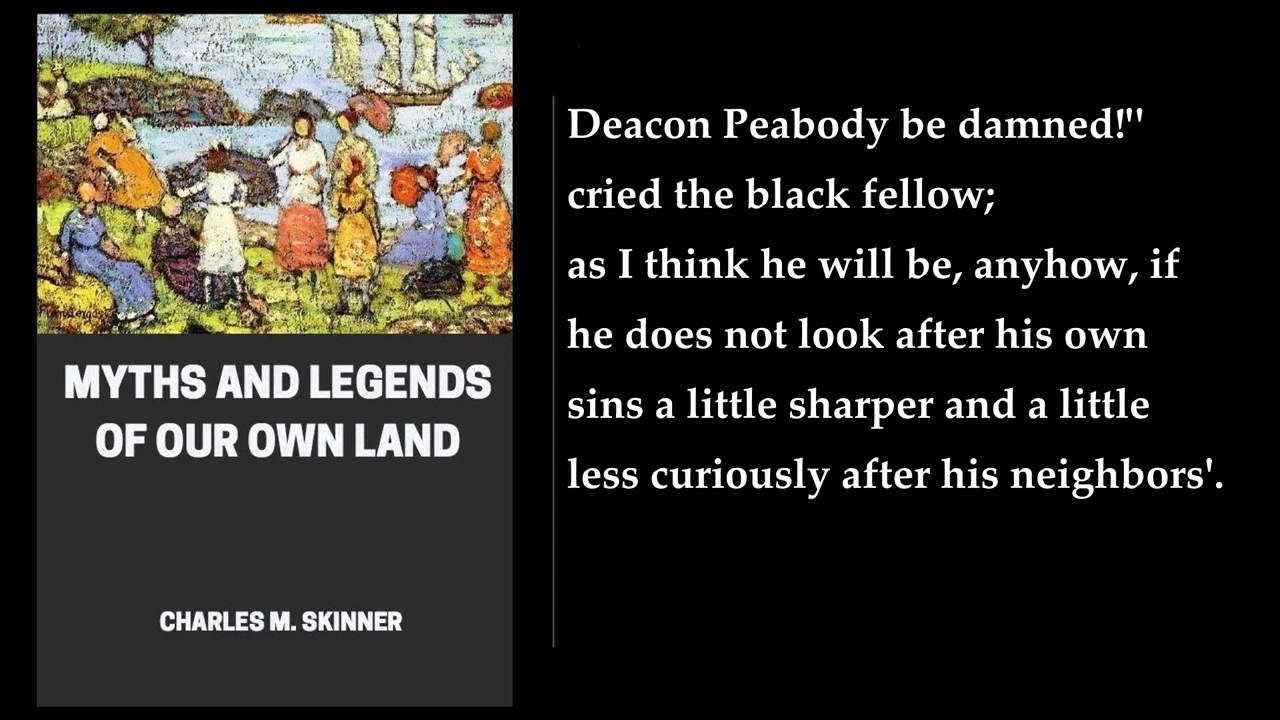 MYTHS AND LEGENDS
OF OUR OWN LAND
CHARLES M. SKINNER
Deacon Peabody be damned!"
cried the black fellow;
as I think he will be, anyhow, if
he does not look after his own
sins a little sharper and a little
less curiously after his neighbors'.